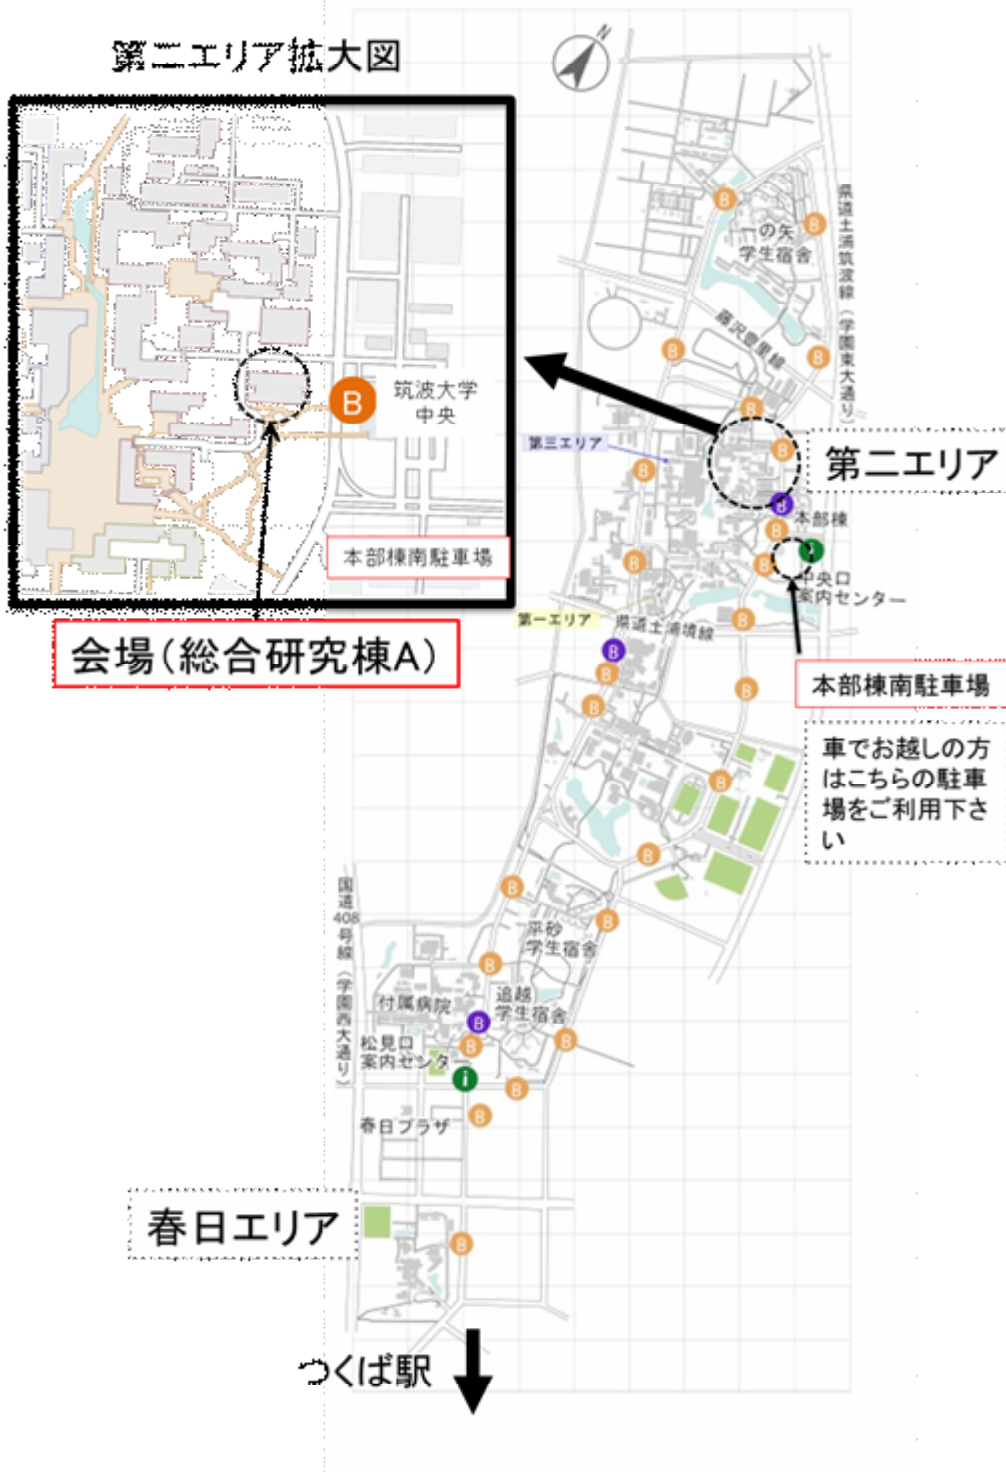 第二エリア拡大図
N
県道土浦筑波線(学園東大通り)
一の矢
学生宿舎
藤沢豊里線
B
筑波大学
中央
第三エリア
第二エリア
本部棟
中央口
案内センター
本部棟南駐車場
第一エリア
県道土浦境線
会場(総合研究棟A)
本部棟南駐車場
車でお越しの方
はこちらの駐車
場をご利用下さ
い
国道408号線(学園西大通り)
平砂
学生宿舎
付属病院
追越
学生宿舎
松見口
案内センター
i
春日プラザ
春日エリア
つくば駅